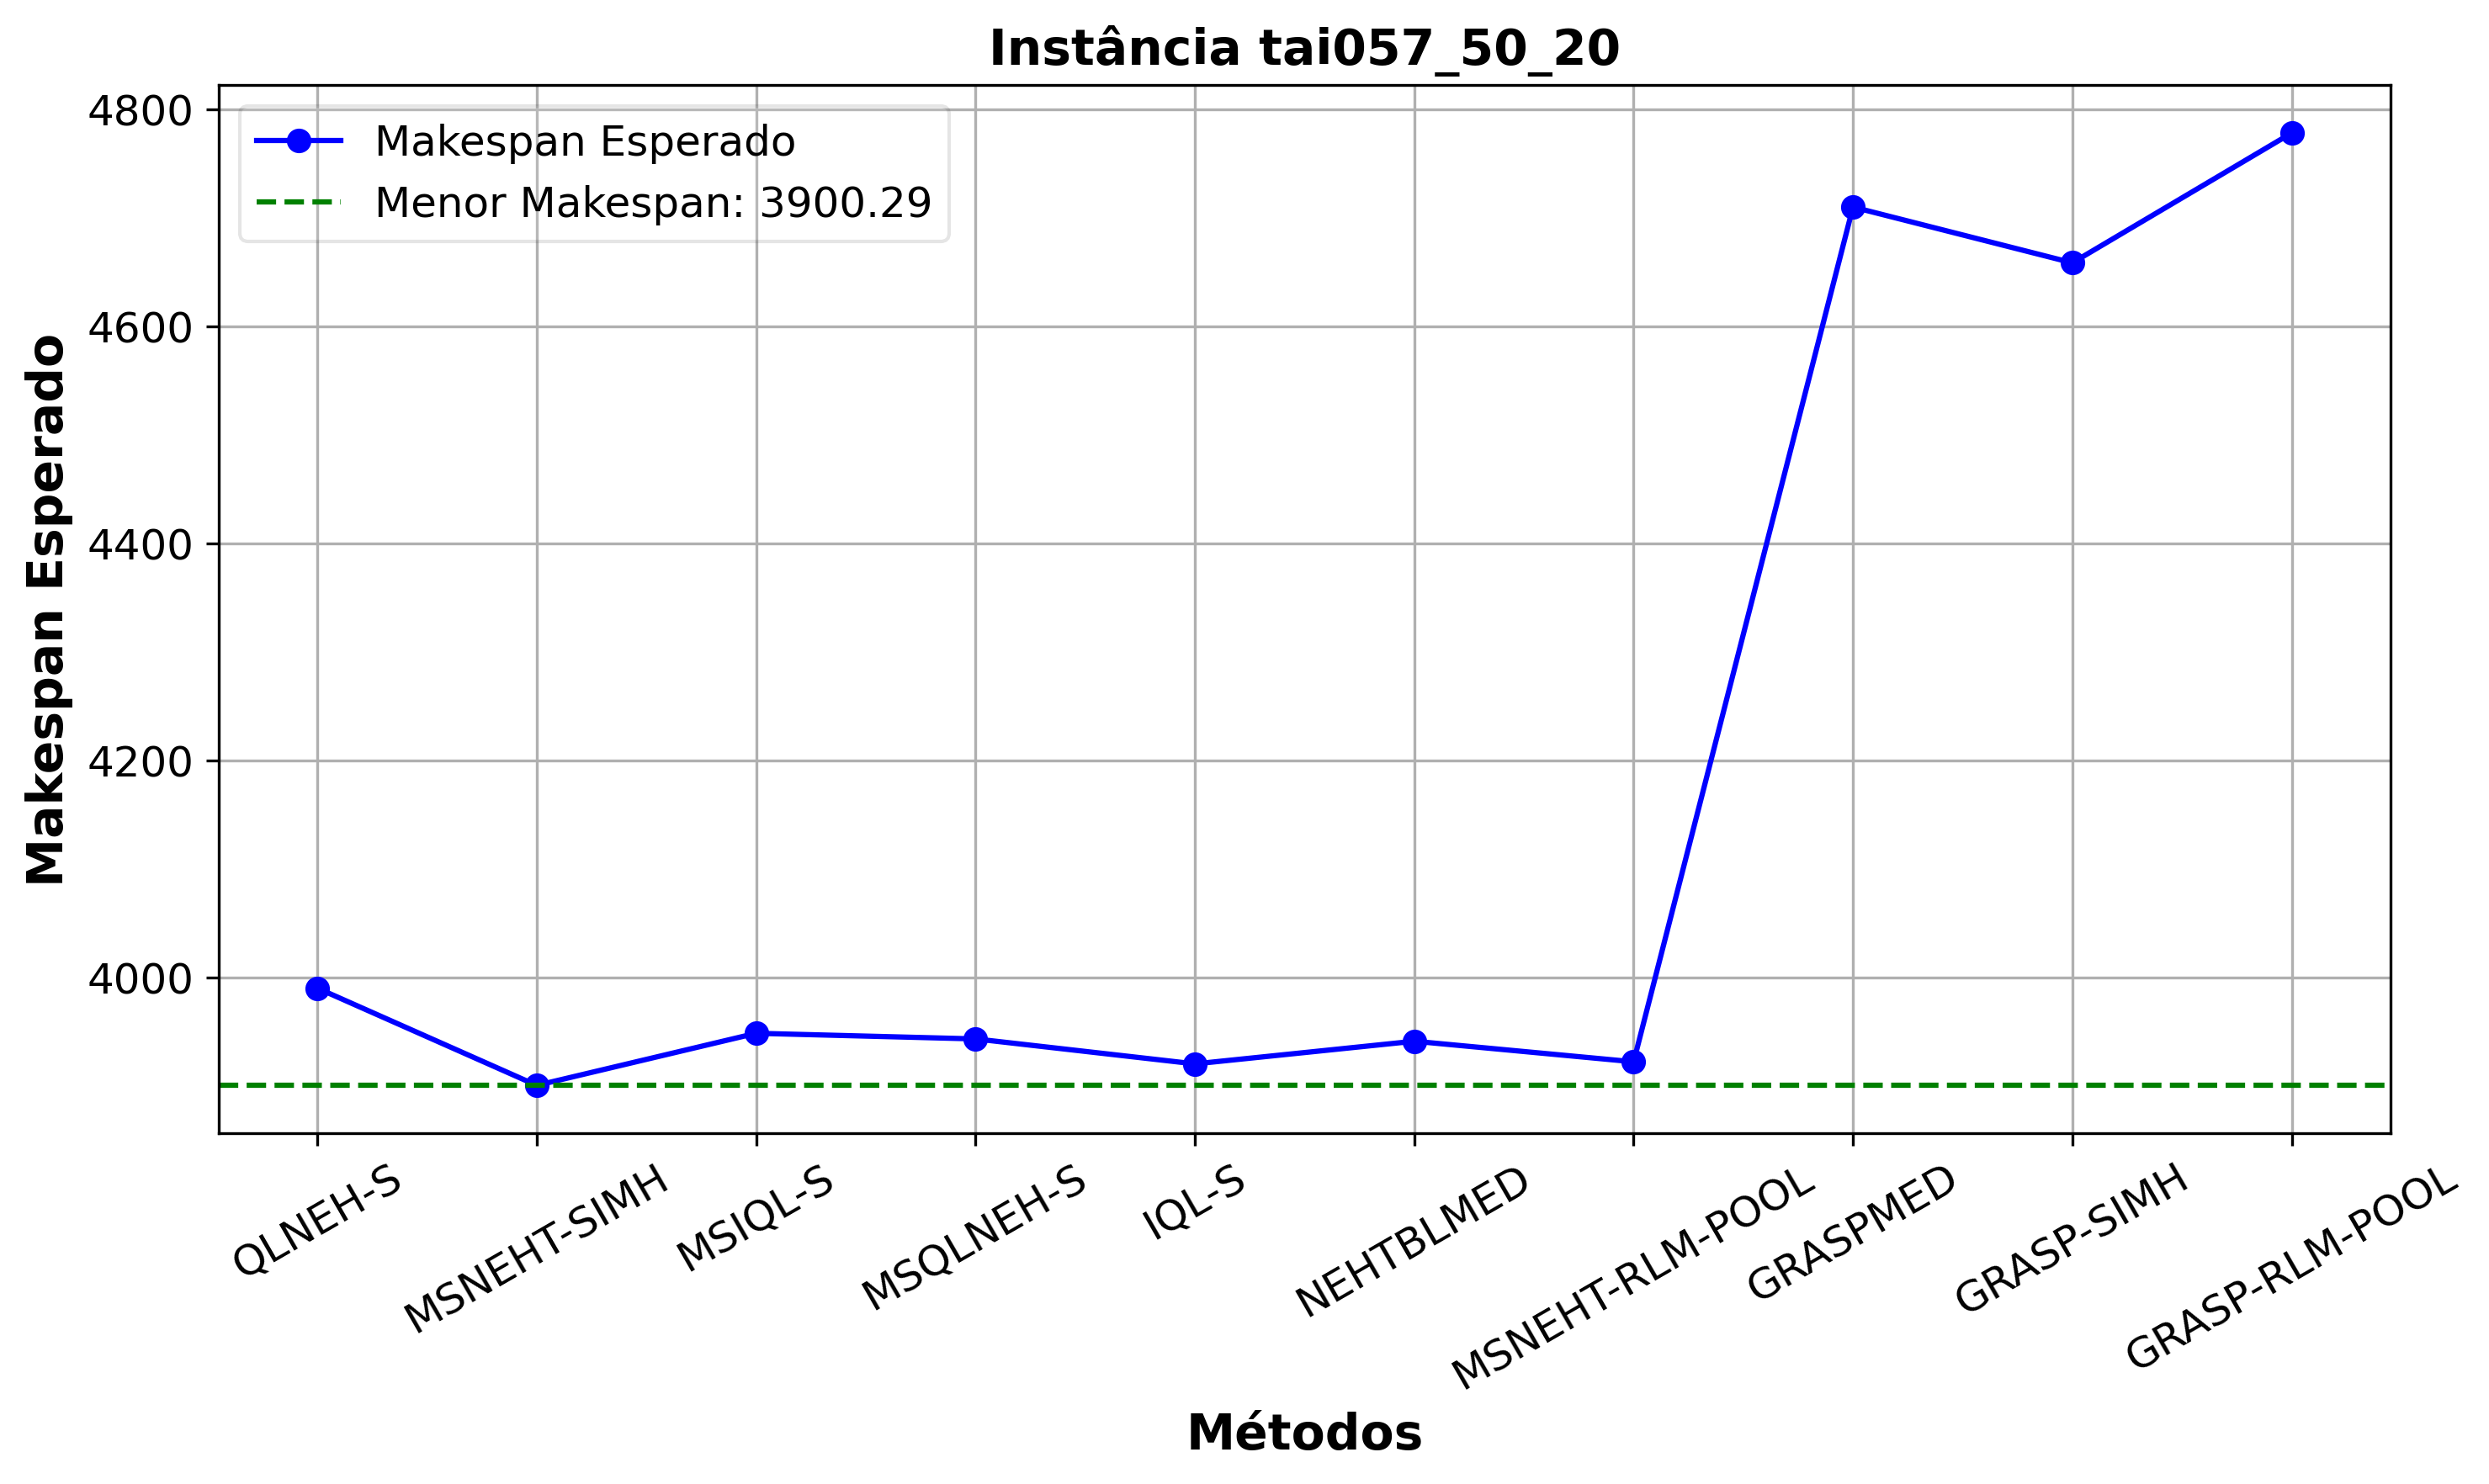 Instância tai057_50_20
Makespan Esperado
Menor Makespan: 3900.29
Makespan Esperado
4800
4600
4400
4200
4000
QLNEH-S
MSNEHT-SIMH
MSIQL-S
MSQLNEH-S
IQL-S
NEHTBLMED
MSNEHT-RLM-POOL
GRASPMED
GRASP-SIMH
GRASP-RLM-POOL
Métodos